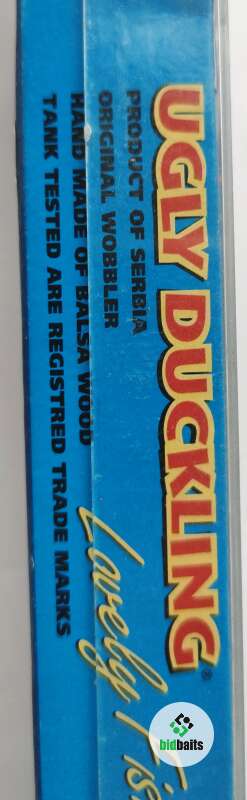 UGLY DUCKLING®
PRODUCT OF SERBIA
ORIGINAL WOBBLER
HAND MADE OF BALSA WOOD
TANK TESTED ARE REGISTRED TRADE MARKS
Lovely
bidbaits